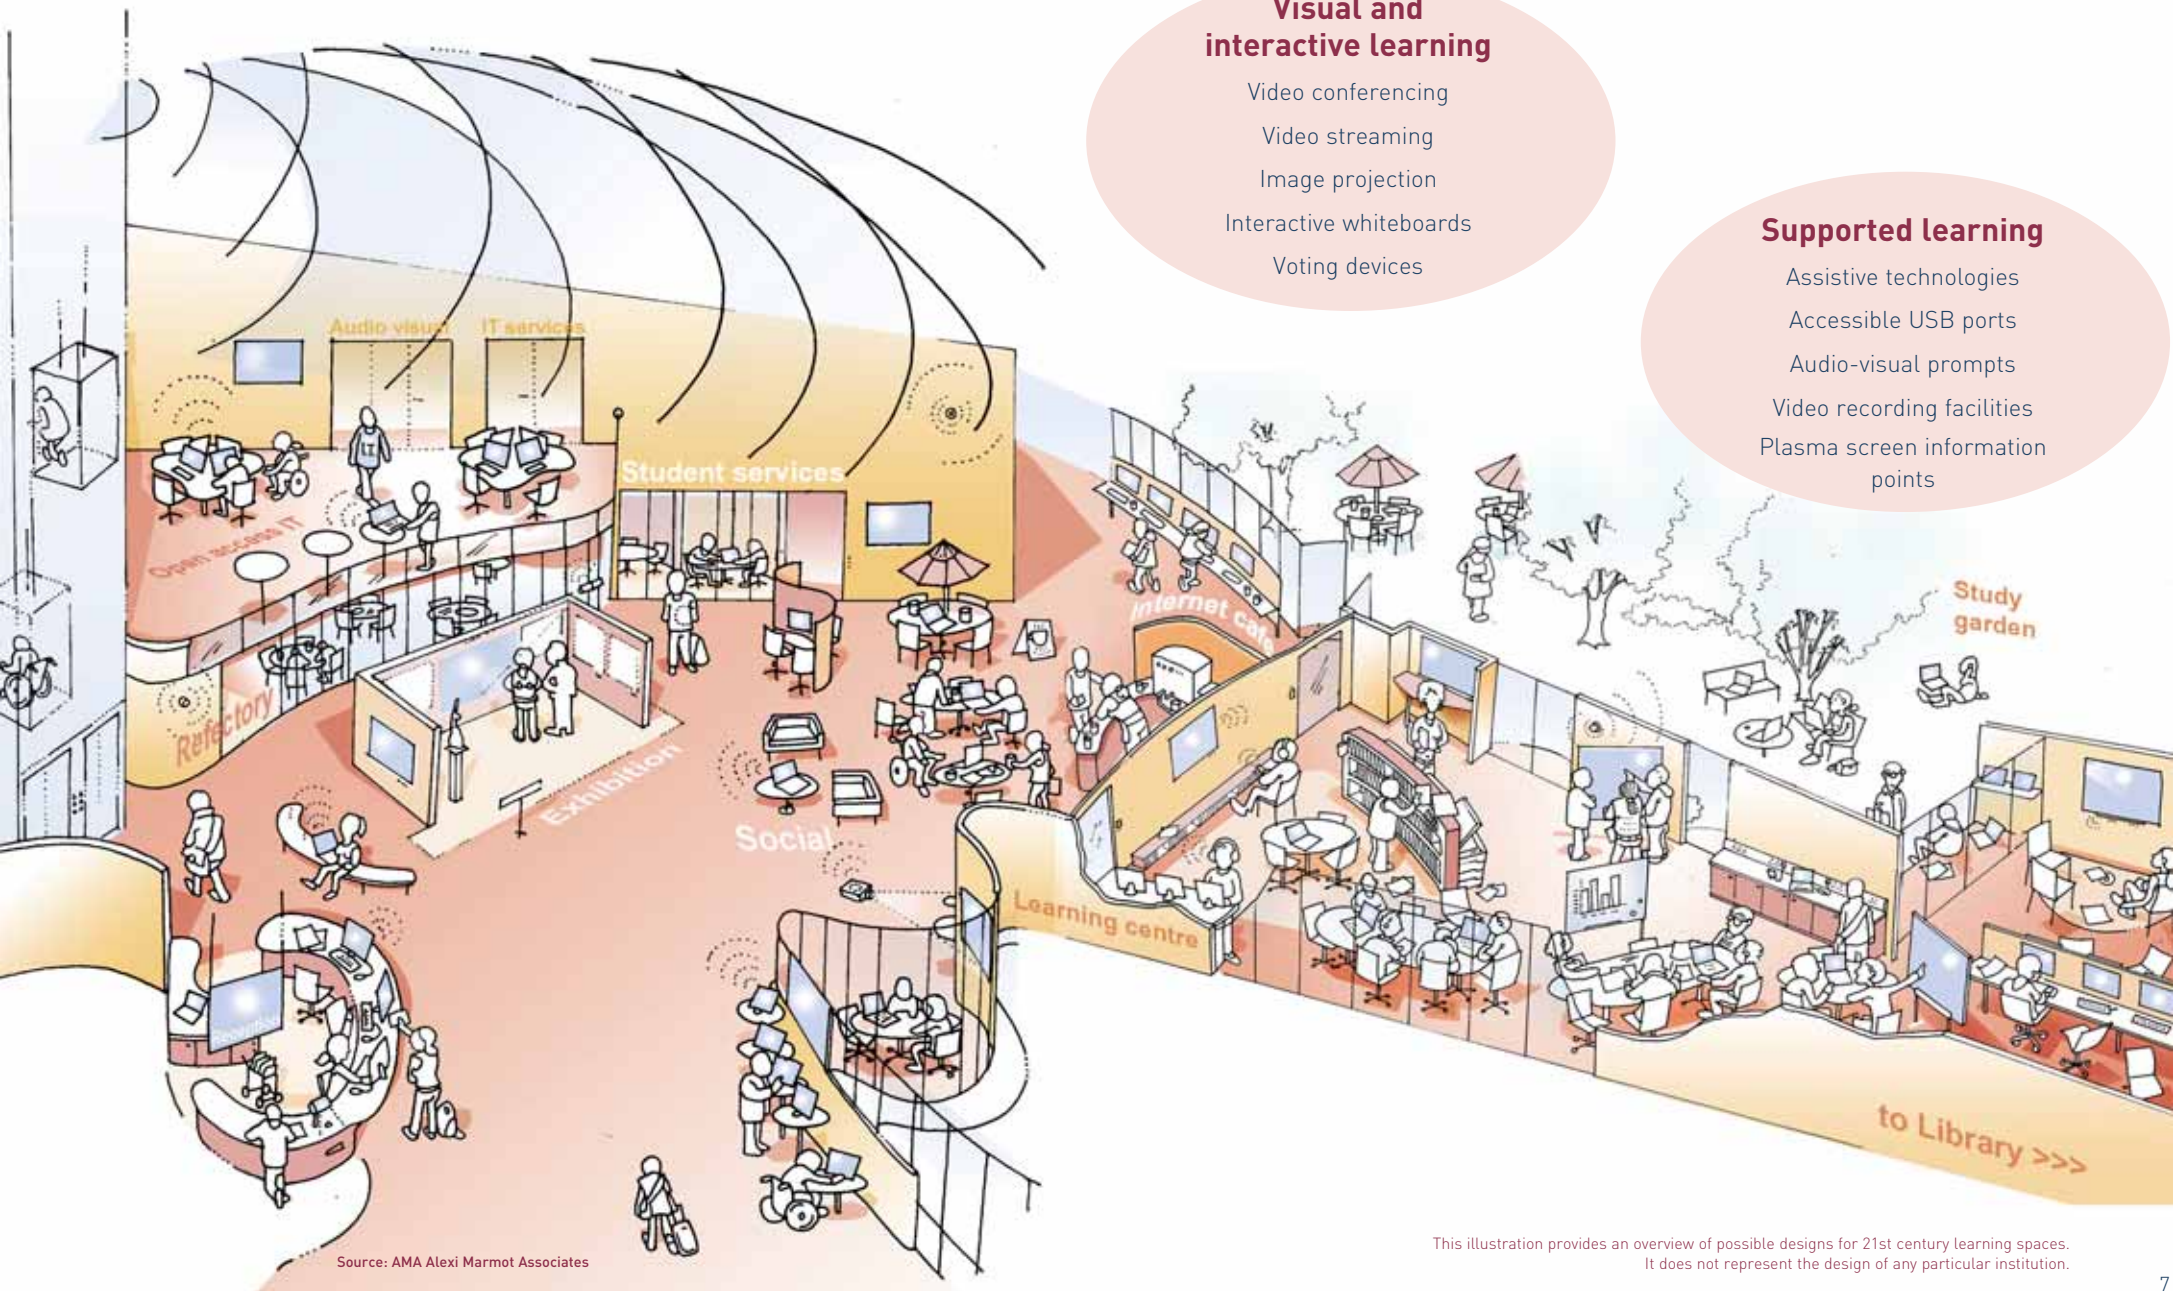 Visual and
interactive learning
Video conferencing
Video streaming
Image projection
Interactive whiteboards
Voting devices
Supported learning
Assistive technologies
Accessible USB ports
Audio-visual prompts
Video recording facilities
Plasma screen information
points
Audio visual
IT services
I.T.
Student services
Open access IT
Internet cafe
Study
garden
Refectory
Exhibition
Social
Learning centre
Reception
to Library >>>
Source: AMA Alexi Marmot Associates
This illustration provides an overview of possible designs for 21st century learning spaces.
It does not represent the design of any particular institution.
7